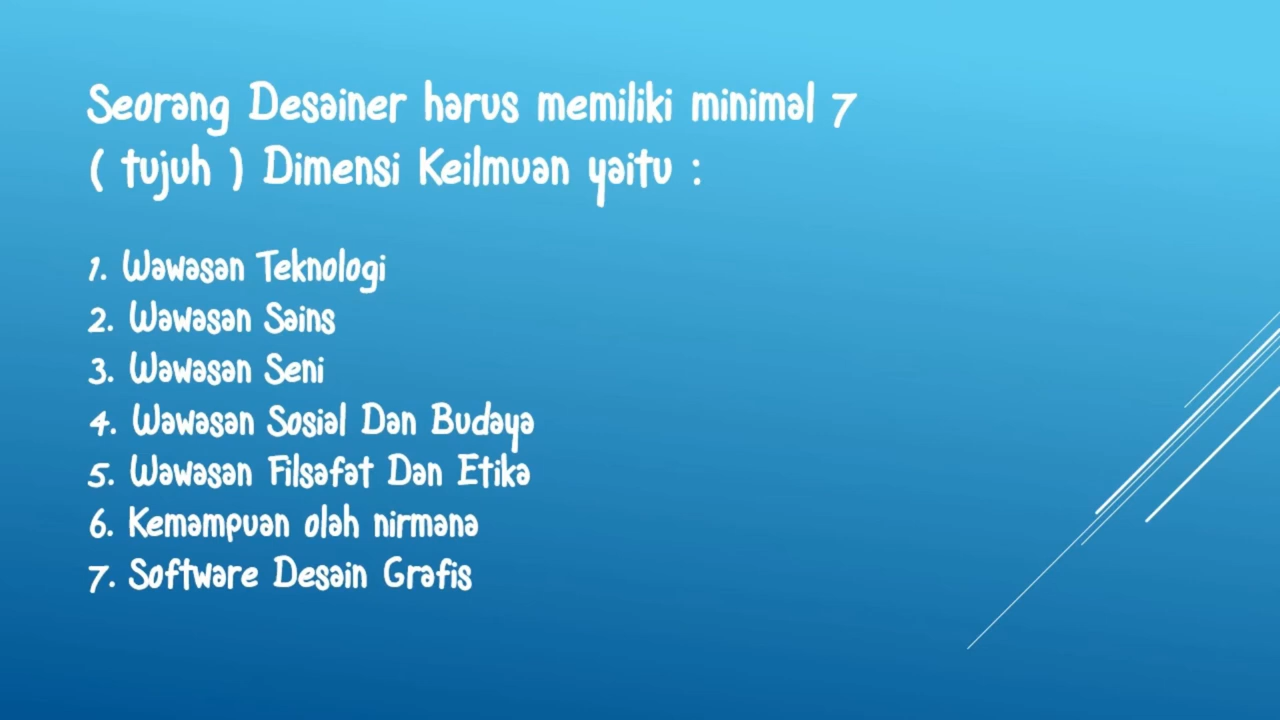 Seorang Desainer harus memiliki minimal 7
( tujuh ) Dimensi Keilmuan yaitu :
1. Wawasan Teknologi
2. Wawasan Sains
3. Wawasan Seni
4. Wawasan Sosial Dan Budaya
5. Wawasan Filsafat Dan Etika
6. Kemampuan olah nirmana
7. Software Desain Grafis